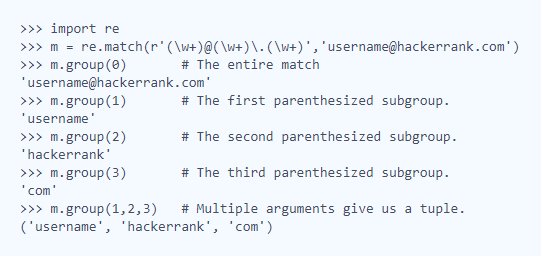 >>> import re
>>> m = re.match(r'(\w+)@(\w+)\.(\w+)','username@hackerrank.com')
>>> m.group(0)       # The entire match
'username@hackerrank.com'
>>> m.group(1)       # The first parenthesized subgroup.
'username'
>>> m.group(2)       # The second parenthesized subgroup.
'hackerrank'
>>> m.group(3)       # The third parenthesized subgroup.
'com'
>>> m.group(1,2,3)   # Multiple arguments give us a tuple.
('username', 'hackerrank', 'com')